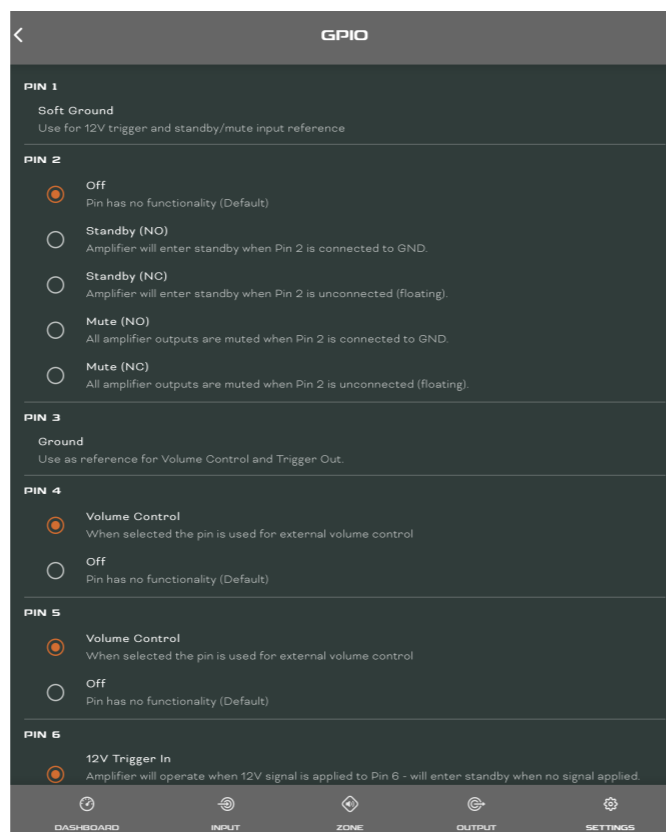 GPIO
PIN 1
Soft Ground
Use for 12V trigger and standby/mute input reference
PIN 2
Off
Pin has no functionality (Default)
Standby (NO)
Amplifier will enter standby when Pin 2 is connected to GND.
Standby (NC)
Amplifier will enter standby when Pin 2 is unconnected (floating).
Mute (NO)
All amplifier outputs are muted when Pin 2 is connected to GND.
Mute (NC)
All amplifier outputs are muted when Pin 2 is unconnected (floating).
PIN 3
Ground
Use as reference for Volume Control and Trigger Out.
PIN 4
Volume Control
When selected the pin is used for external volume control
Off
Pin has no functionality (Default)
PIN 5
Volume Control
When selected the pin is used for external volume control
Off
Pin has no functionality (Default)
PIN 6
12V Trigger In
Amplifier will operate when 12V signal is applied to Pin 6 - will enter standby when no signal applied.
DASHBOARD INPUT ZONE OUTPUT SETTINGS